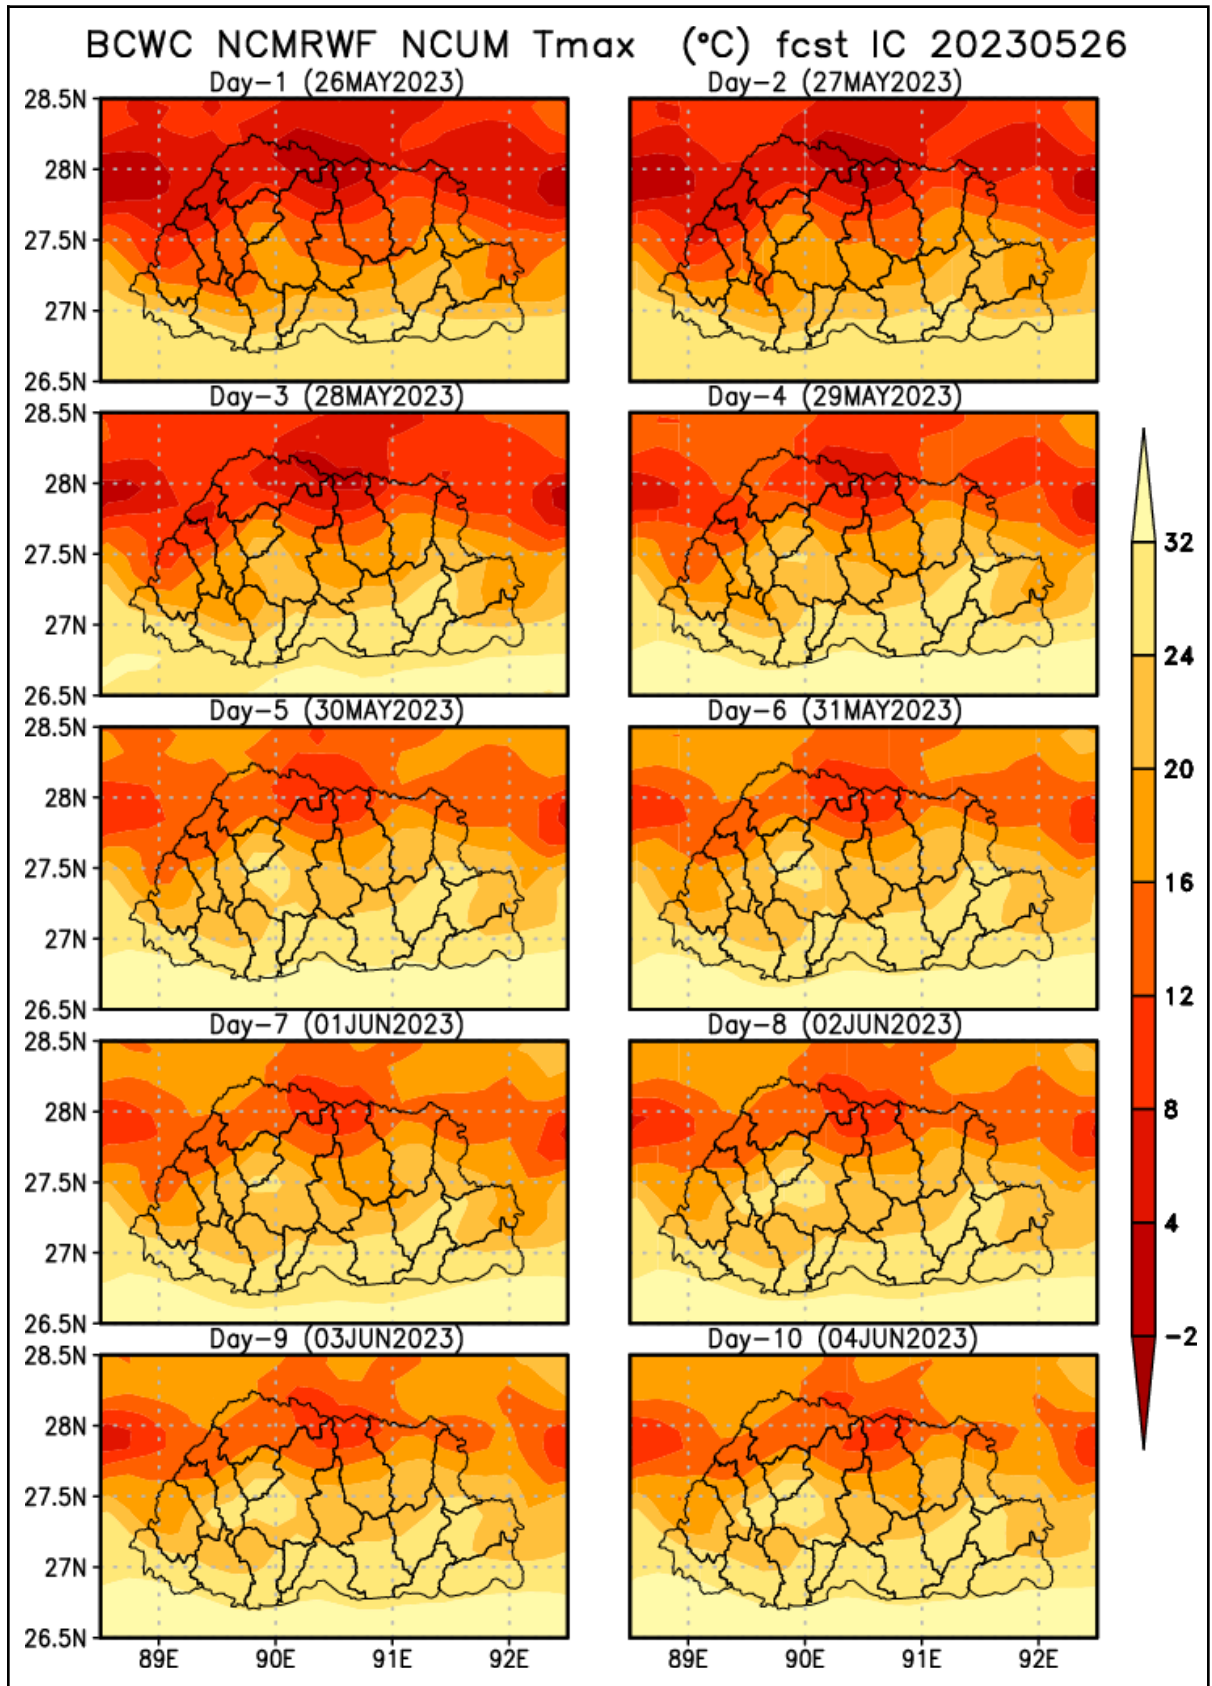 BCWC NCMRWF NCUM Tmax (°C) fcst IC 20230526
Day-1 (26MAY2023) Day-2 (27MAY2023)
28.5N
28N
27.5N
27N
26.5N
Day-3 (28MAY2023) Day-4 (29MAY2023)
28.5N
28N
27.5N
27N
26.5N
Day-5 (30MAY2023) Day-6 (31MAY2023)
28.5N
28N
27.5N
27N
26.5N
Day-7 (01JUN2023) Day-8 (02JUN2023)
28.5N
28N
27.5N
27N
26.5N
Day-9 (03JUN2023) Day-10 (04JUN2023)
28.5N
28N
27.5N
27N
26.5N
89E 90E 91E 92E 89E 90E 91E 92E
32
24
20
16
12
8
4
-2